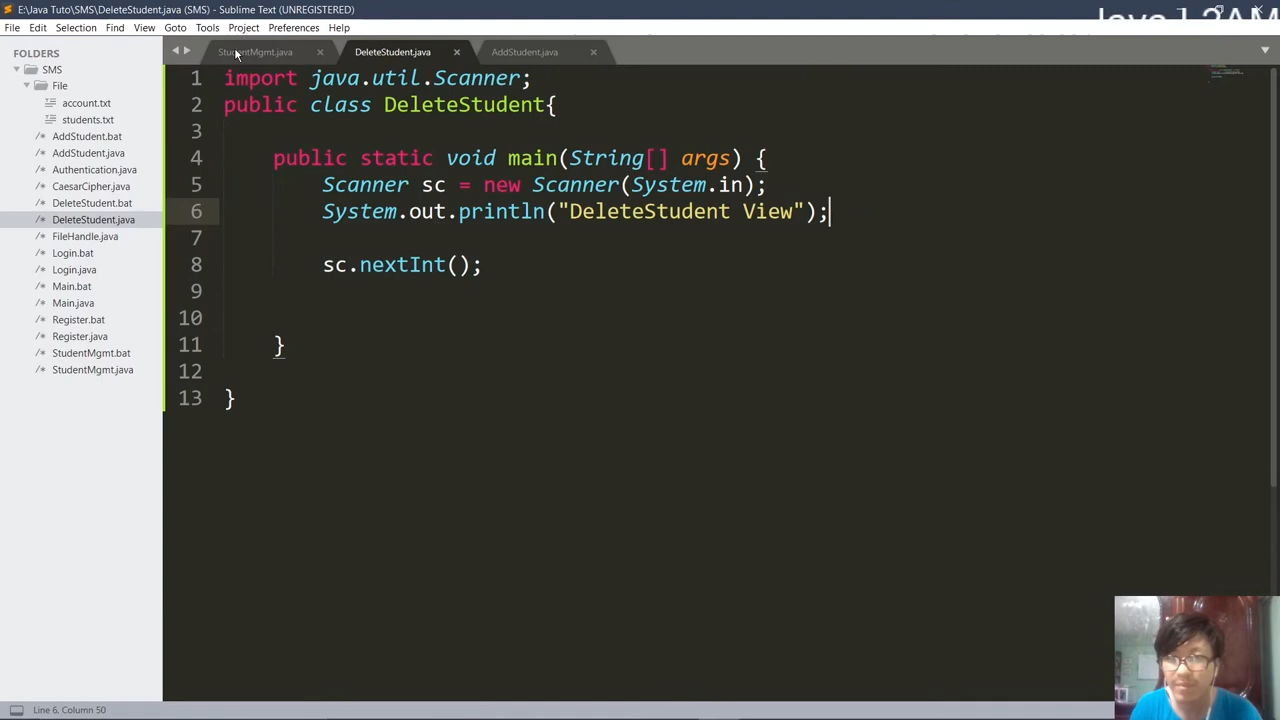 E:\Java Tuto\SMS\DeleteStudent.java (SMS) - Sublime Text (UNREGISTERED)
File Edit Selection Find View Goto Tools Project Preferences Help
FOLDERS
SMS
File
account.txt
students.txt
AddStudent.bat
AddStudent.java
Authentication.java
CaesarCipher.java
DeleteStudent.bat
DeleteStudent.java
FileHandle.java
Login.bat
Login.java
Main.bat
Main.java
Register.bat
Register.java
StudentMgmt.bat
StudentMgmt.java
StudentMgmt.java DeleteStudent.java AddStudent.java
1 import java.util.Scanner;
2 public class DeleteStudent{
3
4 public static void main(String[] args) {
5 Scanner sc = new Scanner(System.in);
6 System.out.println("DeleteStudent View");
7
8 sc.nextInt();
9
10
11 }
12
13 }
Line 6, Column 50